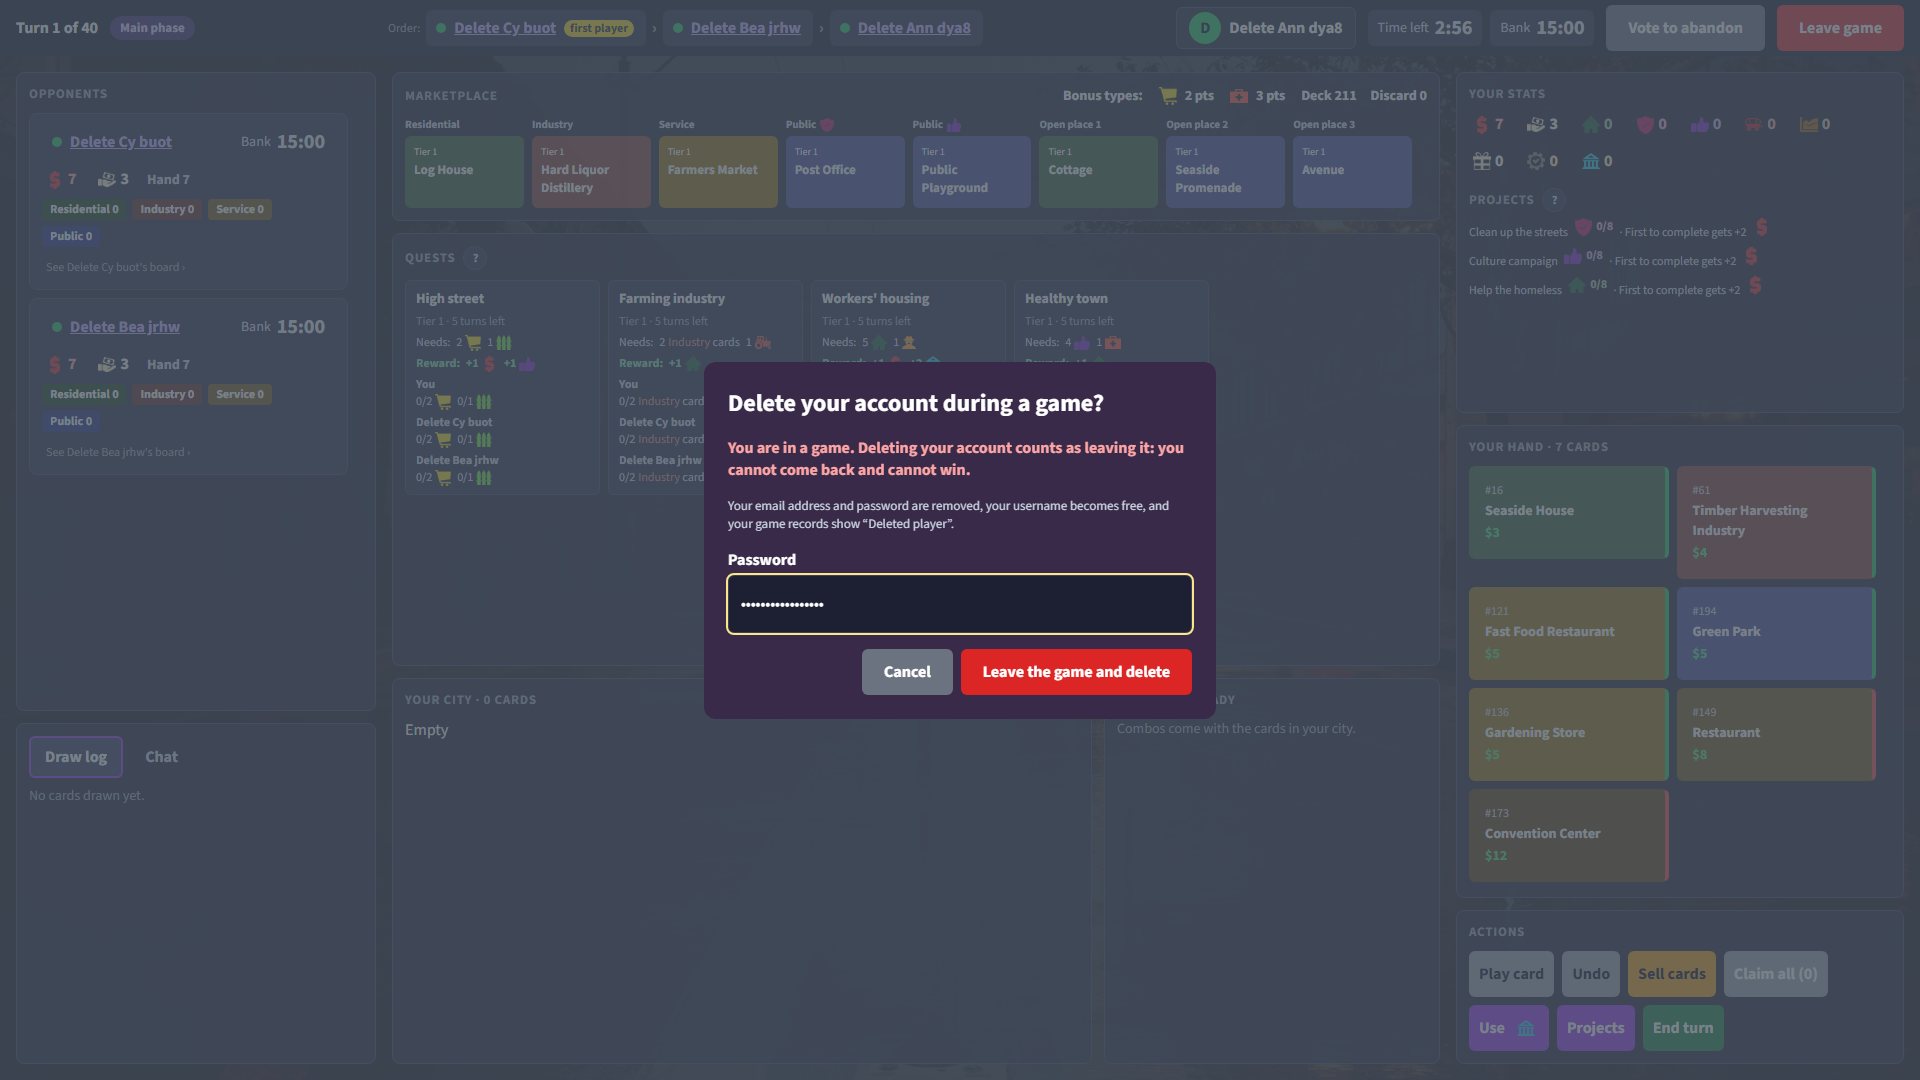 Turn 1 of 40 Main phase
Order: Delete Cy buot first player › Delete Bea jrhw › Delete Ann dya8
D Delete Ann dya8 Time left 2:56 Bank 15:00 Vote to abandon Leave game
OPPONENTS
Delete Cy buot Bank 15:00
7 3 Hand 7
Residential 0 Industry 0 Service 0
Public 0
See Delete Cy buot's board ›
Delete Bea jrhw Bank 15:00
7 3 Hand 7
Residential 0 Industry 0 Service 0
Public 0
See Delete Bea jrhw's board ›
Draw log Chat
No cards drawn yet.
MARKETPLACE Bonus types: 2 pts 3 pts Deck 211 Discard 0
Residential Industry Service Public Public Open place 1 Open place 2 Open place 3
Tier 1
Log House
Tier 1
Hard Liquor
Distillery
Tier 1
Farmers Market
Tier 1
Post Office
Tier 1
Public
Playground
Tier 1
Cottage
Tier 1
Seaside
Promenade
Tier 1
Avenue
QUESTS ?
High street
Tier 1 · 5 turns left
Needs: 2 1
Reward: +1 +1
You
0/2 0/1
Delete Cy buot
0/2 0/1
Delete Bea jrhw
0/2 0/1
Farming industry
Tier 1 · 5 turns left
Needs: 2 Industry cards 1
Reward: +1
You
0/2 Industry card
Delete Cy buot
0/2 Industry card
Delete Bea jrhw
0/2 Industry card
Workers' housing
Tier 1 · 5 turns left
Needs: 5 1
Healthy town
Tier 1 · 5 turns left
Needs: 4 1
Delete your account during a game?
You are in a game. Deleting your account counts as leaving it: you
cannot come back and cannot win.
Your email address and password are removed, your username becomes free, and
your game records show “Deleted player”.
Password
•••••••••••••••••
Cancel Leave the game and delete
YOUR CITY · 0 CARDS
Empty
Combos come with the cards in your city.
YOUR STATS
7 3 0 0 0 0 0
0 0 0
PROJECTS ?
Clean up the streets 0/8 · First to complete gets +2
Culture campaign 0/8 · First to complete gets +2
Help the homeless 0/8 · First to complete gets +2
YOUR HAND · 7 CARDS
#16
Seaside House
$3
#61
Timber Harvesting
Industry
$4
#121
Fast Food Restaurant
$5
#194
Green Park
$5
#136
Gardening Store
$5
#149
Restaurant
$8
#173
Convention Center
$12
ACTIONS
Play card Undo Sell cards Claim all (0)
Use Projects End turn